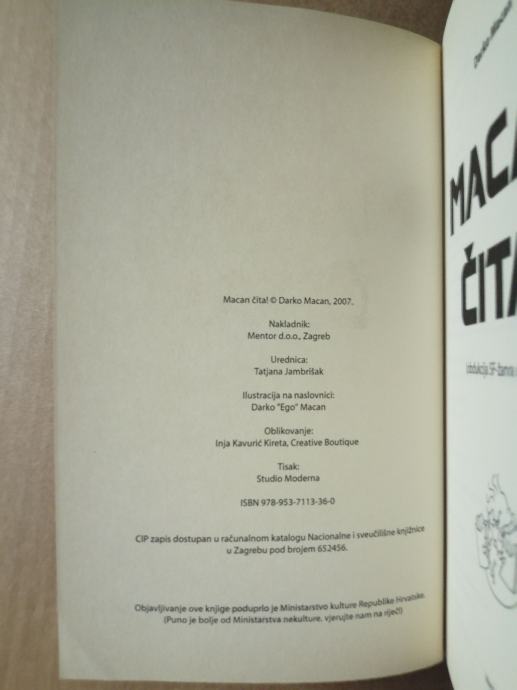 Macan čita! © Darko Macan, 2007.
Nakladnik:
Mentor d.o.o., Zagreb
Urednica:
Tatjana Jambrišak
Ilustracija na naslovnici:
Darko "Ego" Macan
Oblikovanje:
Inja Kavurić Kireta, Creative Boutique
Tisak:
Studio Moderna
ISBN 978-953-7113-36-0
CIP zapis dostupan u računalnom katalogu Nacionalne i sveučilišne knjižnice
u Zagrebu pod brojem 652456.
Objavljivanje ove knjige poduprlo je Ministarstvo kulture Republike Hrvatske.
(Puno je bolje od Ministarstva nekulture, vjerujte nam na riječ!)
Darko Macan
MACA
ČITA